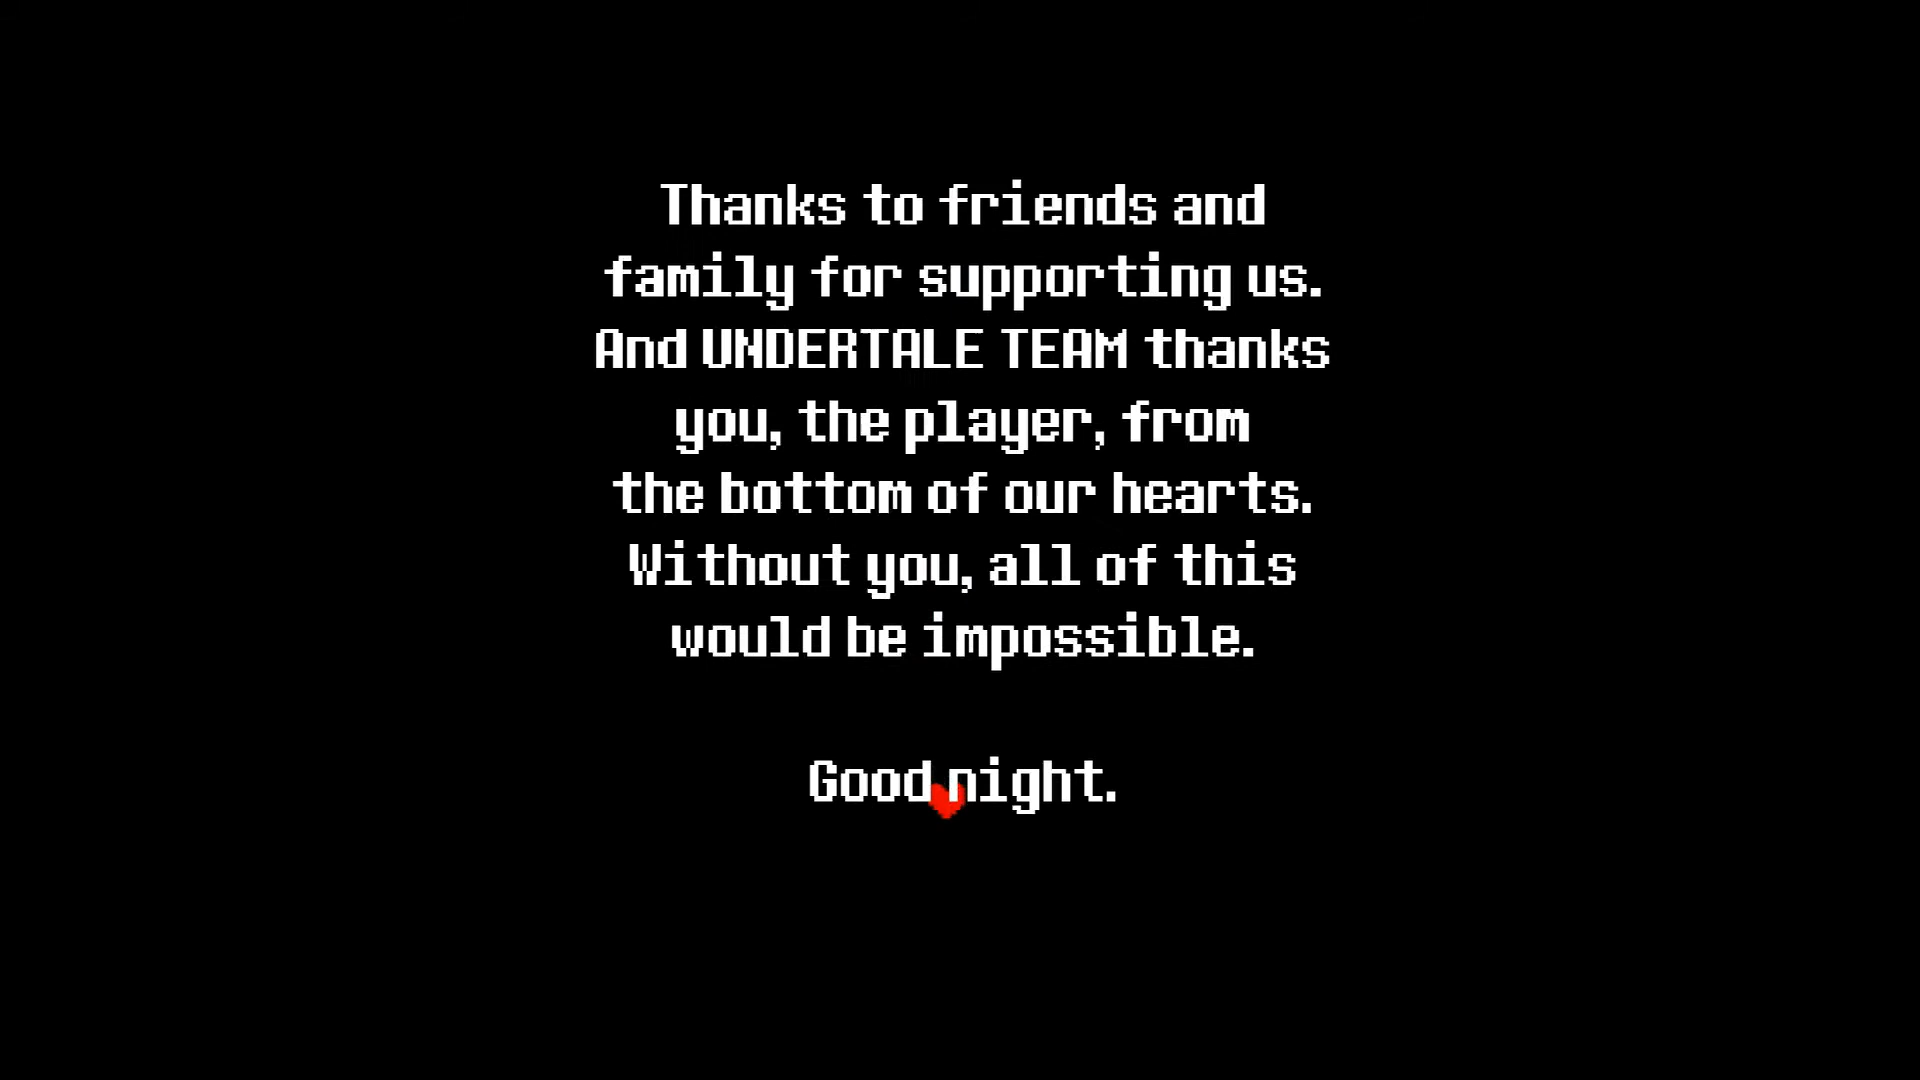 Thanks to friends and
family for supporting us.
And UNDERTALE TEAM thanks
you, the player, from
the bottom of our hearts.
Without you, all of this
would be impossible.
Good night.